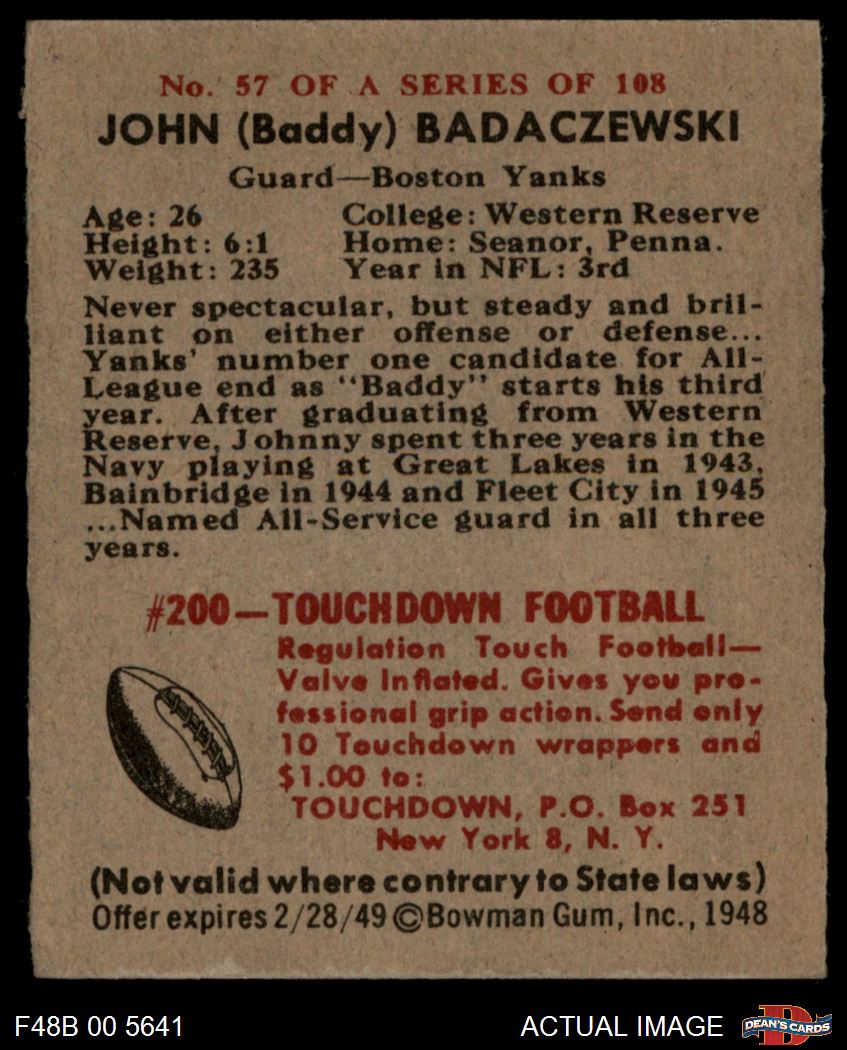 No. 57 OF A SERIES OF 108
JOHN (Baddy) BADACZEWSKI
Guard—Boston Yanks
Age: 26 College: Western Reserve
Height: 6:1 Home: Seanor, Penna.
Weight: 235 Year in NFL: 3rd
Never spectacular, but steady and bril-
liant on either offense or defense...
Yanks' number one candidate for All-
League end as "Baddy" starts his third
year. After graduating from Western
Reserve, Johnny spent three years in the
Navy playing at Great Lakes in 1943,
Bainbridge in 1944 and Fleet City in 1945
...Named All-Service guard in all three
years.
#200—TOUCHDOWN FOOTBALL
Regulation Touch Football—
Valve Inflated. Gives you pro-
fessional grip action. Send only
10 Touchdown wrappers and
$1.00 to:
TOUCHDOWN, P.O. Box 251
New York 8, N. Y.
(Not valid where contrary to State laws)
Offer expires 2/28/49 ©Bowman Gum, Inc., 1948
F48B 00 5641 ACTUAL IMAGE DEAN'S CARDS